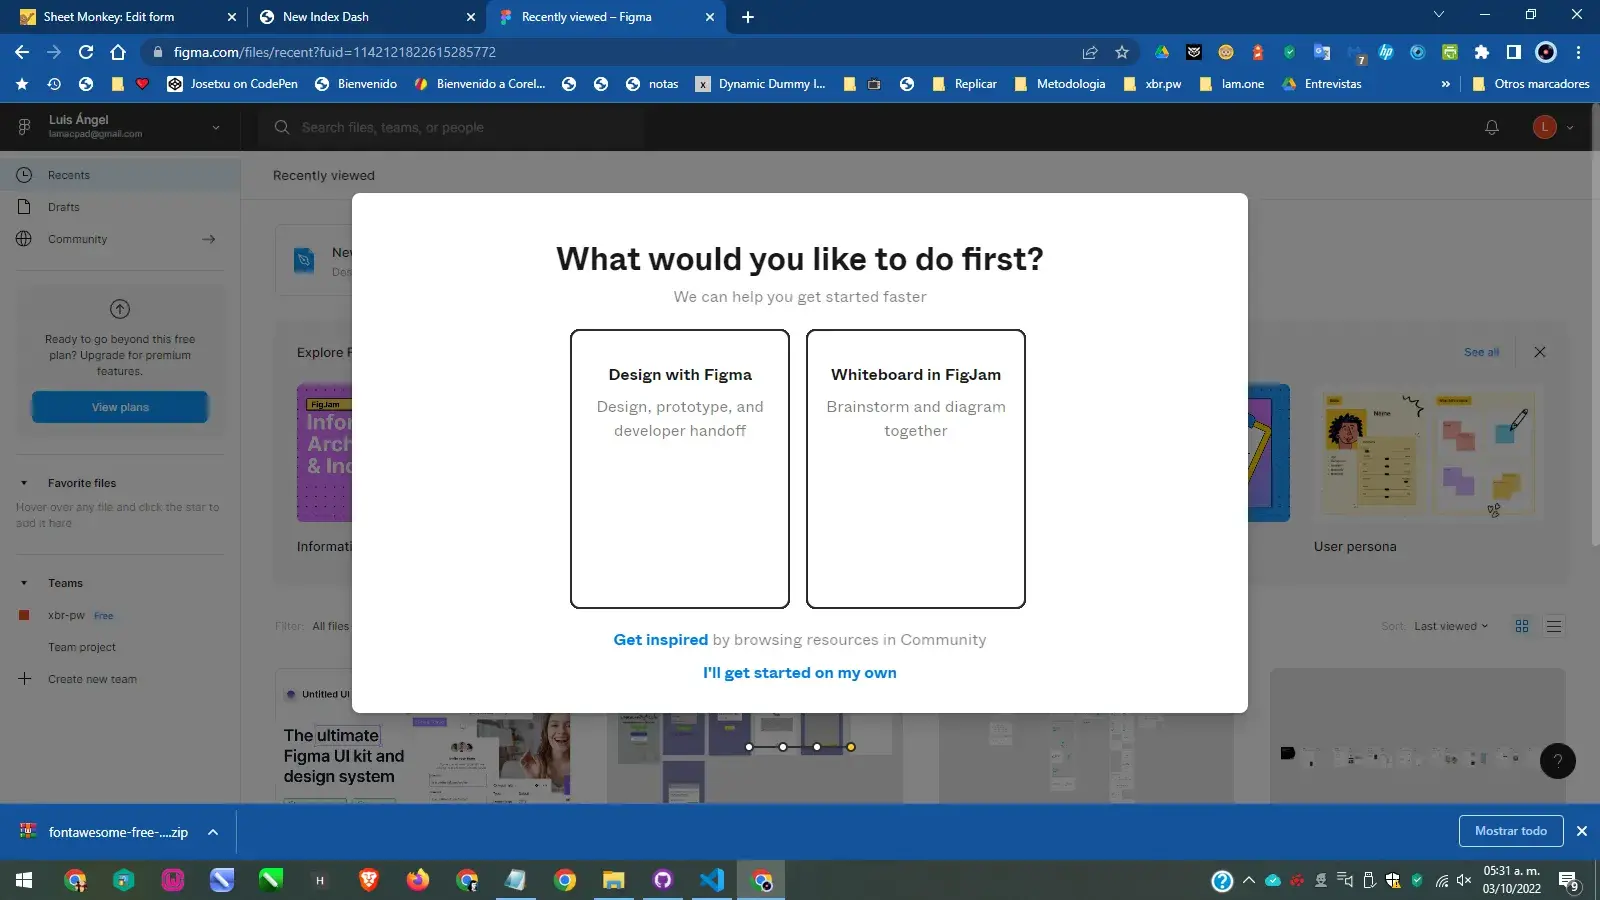 Sheet Monkey: Edit form
New Index Dash
Recently viewed – Figma
figma.com/files/recent?fuid=1142121822615285772
7
Josetxu on CodePen
Bienvenido
Bienvenido a Corel...
notas
Dynamic Dummy I...
Replicar
Metodologia
xbr.pw
lam.one
Entrevistas
»
Otros marcadores
Luis Ángel
lamacpad@gmail.com
Search files, teams, or people
L
Recents
Drafts
Community
Ready to go beyond this free
plan? Upgrade for premium
features.
View plans
Favorite files
Hover over any file and click the star to
add it here
Teams
xbr-pw Free
Team project
Create new team
Recently viewed
Explore F
See all
FigJam
Infor
Arch
& Inc
Informati
Name
User persona
Filter: All files
Sort: Last viewed
What would you like to do first?
We can help you get started faster
Design with Figma
Design, prototype, and
developer handoff
Whiteboard in FigJam
Brainstorm and diagram
together
Get inspired by browsing resources in Community
I'll get started on my own
Untitled UI
The ultimate
Figma UI kit and
design system
?
fontawesome-free-....zip
Mostrar todo
H
05:31 a. m.
03/10/2022
9